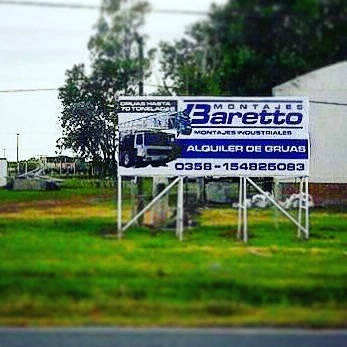 GRUAS HASTA
70 TONELADAS
MONTAJES
Baretto
MONTAJES INDUSTRIALES
ALQUILER DE GRUAS
0358-154825083